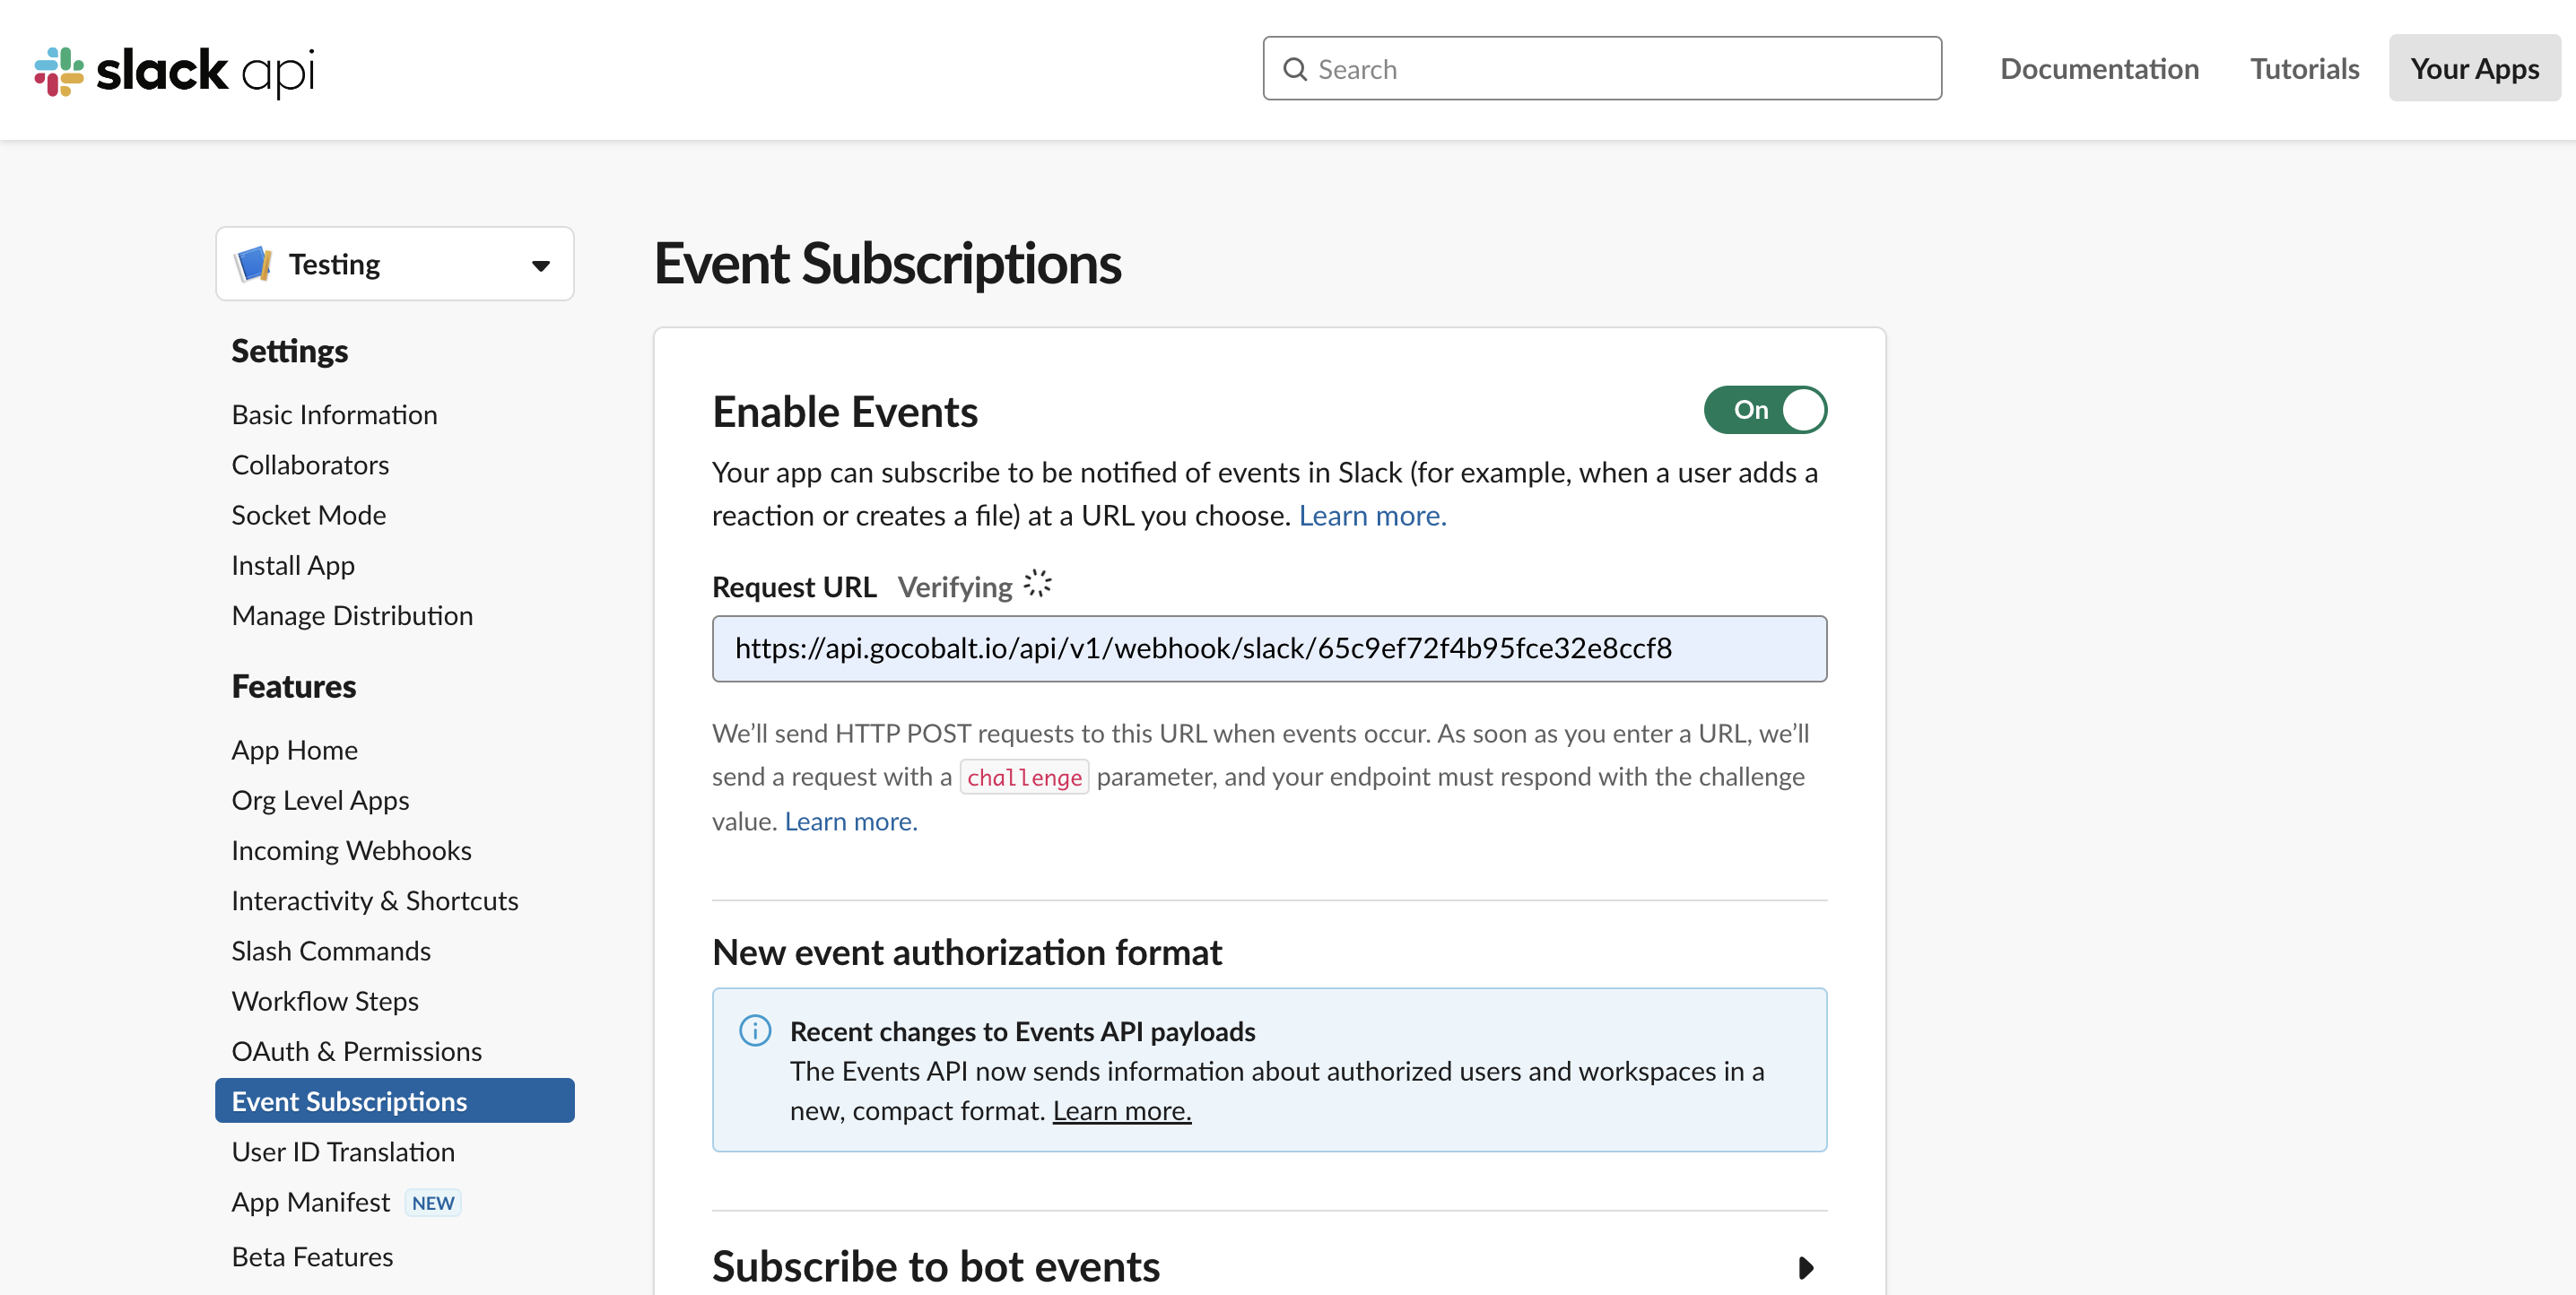 slack api
Search
Documentation
Tutorials
Your Apps
Testing
Settings
Basic Information
Collaborators
Socket Mode
Install App
Manage Distribution
Features
App Home
Org Level Apps
Incoming Webhooks
Interactivity & Shortcuts
Slash Commands
Workflow Steps
OAuth & Permissions
Event Subscriptions
User ID Translation
App Manifest NEW
Beta Features
Event Subscriptions
Enable Events
On
Your app can subscribe to be notified of events in Slack (for example, when a user adds a
reaction or creates a file) at a URL you choose. Learn more.
Request URL Verifying
https://api.gocobalt.io/api/v1/webhook/slack/65c9ef72f4b95fce32e8ccf8
We’ll send HTTP POST requests to this URL when events occur. As soon as you enter a URL, we’ll
send a request with a challenge parameter, and your endpoint must respond with the challenge
value. Learn more.
New event authorization format
Recent changes to Events API payloads
The Events API now sends information about authorized users and workspaces in a
new, compact format. Learn more.
Subscribe to bot events